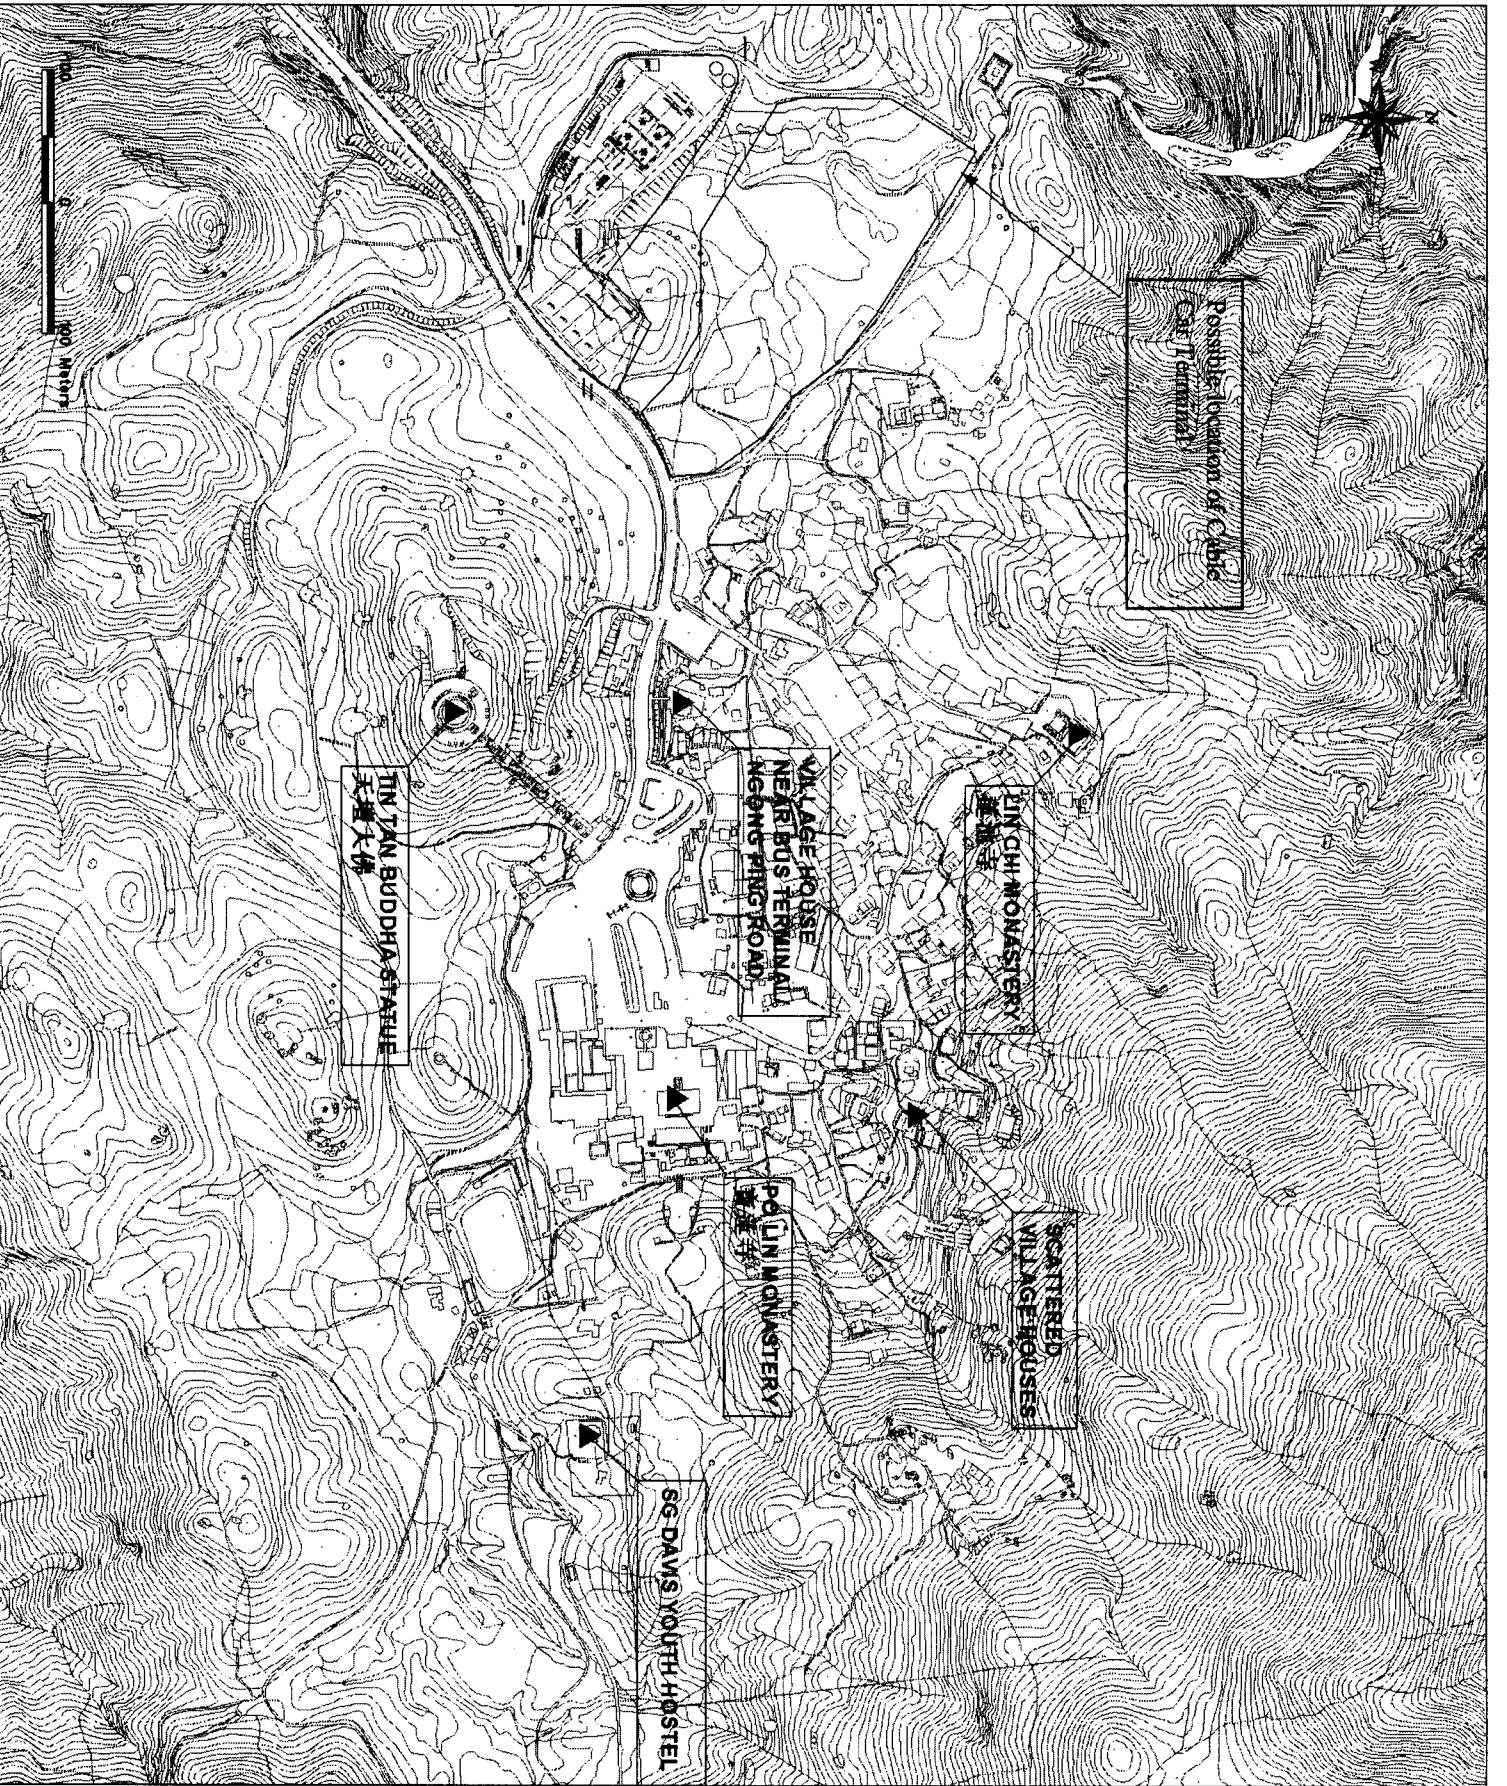 N
S
Possible location of Cable
Car Terminal
SCATTERED
VILLAGE HOUSES
LIN CHI MONASTERY
VILLAGE HOUSE
NEAR BUS TERMINAL
NGONG PING ROAD
PO LIN MONASTERY
寶蓮寺
SG DAVIS YOUTH HOSTEL
TIN TAN BUDDHA STATUE
天壇大佛
100 0 100 Meters